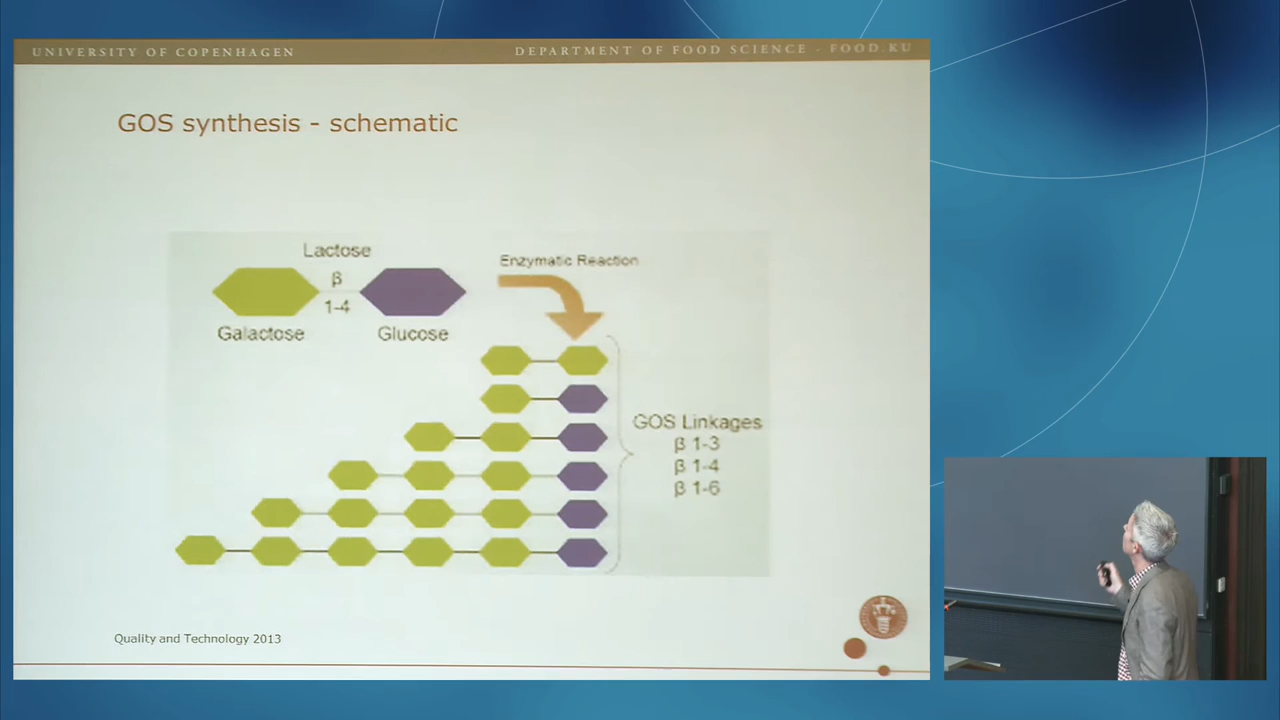 UNIVERSITY OF COPENHAGEN
DEPARTMENT OF FOOD SCIENCE - FOOD.KU
GOS synthesis - schematic
Lactose
β
1-4
Galactose
Glucose
Enzymatic Reaction
GOS Linkages
β 1-3
β 1-4
β 1-6
Quality and Technology 2013